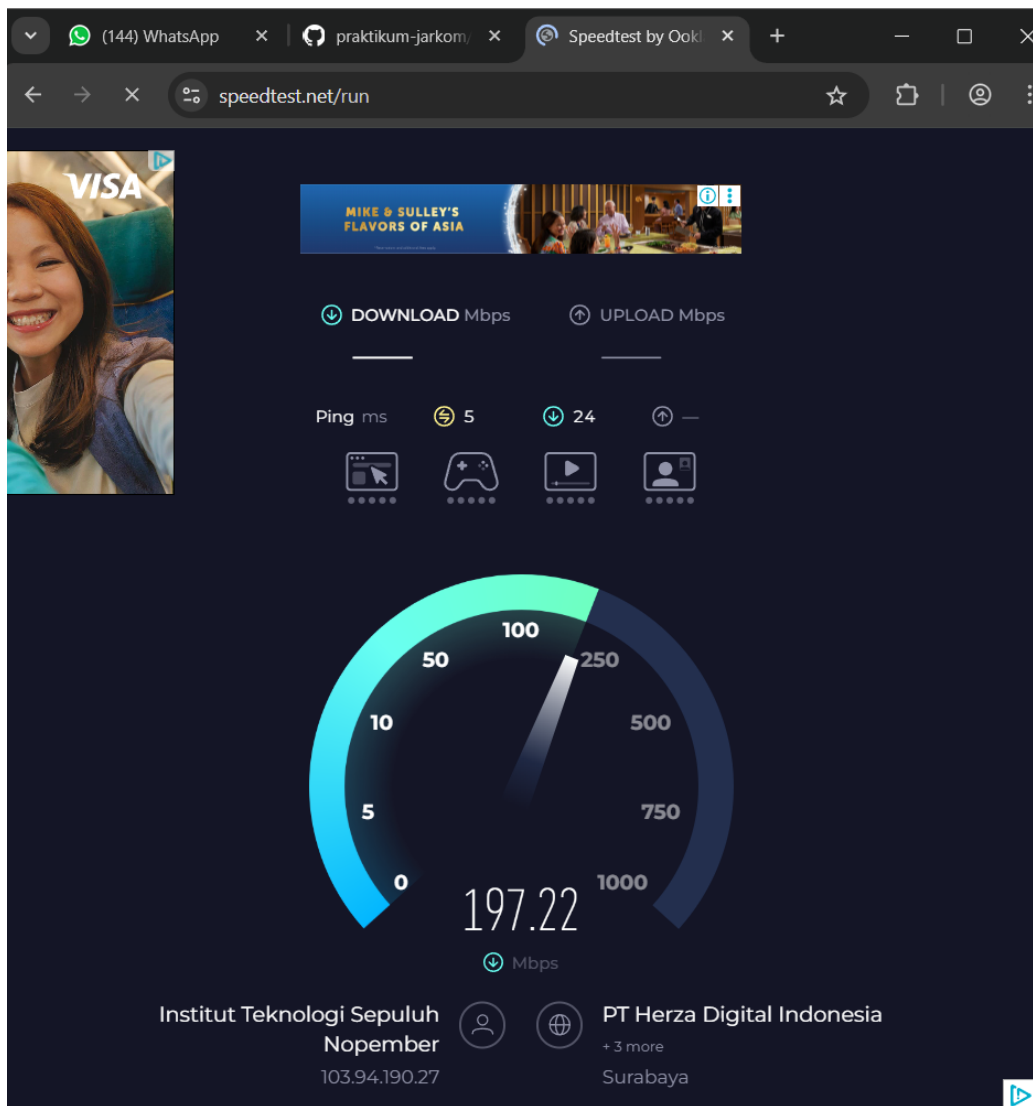 (144) WhatsApp
praktikum-jarkom/
Speedtest by Ookl
speedtest.net/run
VISA
MIKE & SULLEY'S
FLAVORS OF ASIA
DOWNLOAD Mbps
UPLOAD Mbps
Ping ms 5 24 —
100
50
250
10
500
5
750
0
1000
197.22
Mbps
Institut Teknologi Sepuluh
Nopember
103.94.190.27
PT Herza Digital Indonesia
+ 3 more
Surabaya